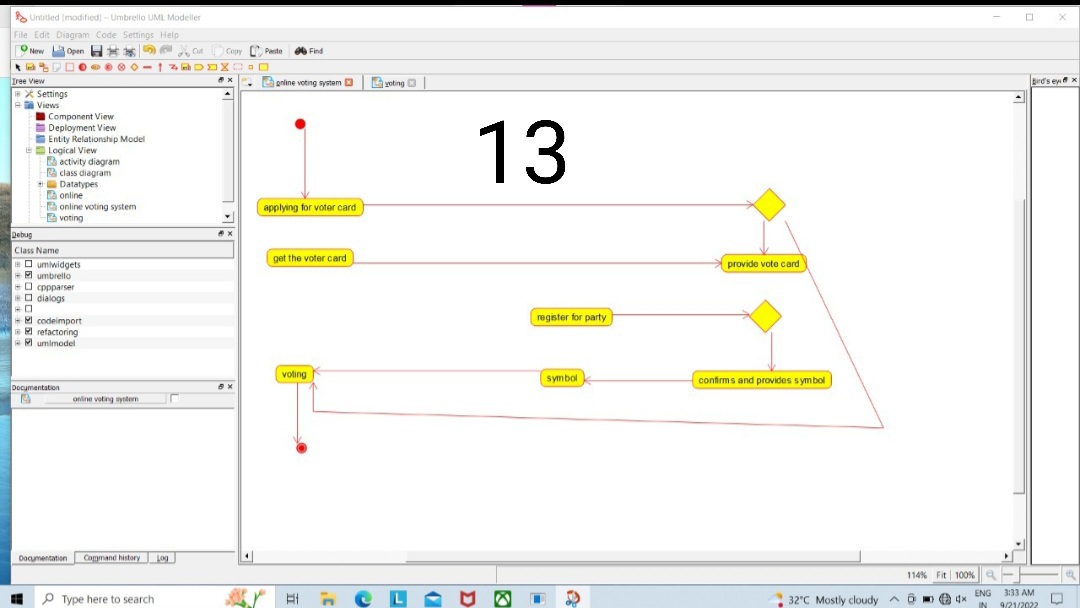 Untitled [modified] – Umbrello UML Modeller
File Edit Diagram Code Settings Help
New Open Cut Copy Paste Find
Tree View
online voting system
voting
Bird's eye
Settings
Views
Component View
Deployment View
Entity Relationship Model
Logical View
activity diagram
class diagram
Datatypes
online
online voting system
voting
Debug
Class Name
umlwidgets
umbrello
cppparser
dialogs
codeimport
refactoring
umlmodel
Documentation
online voting system
13
applying for voter card
get the voter card
provide vote card
register for party
voting
symbol
confirms and provides symbol
Documentation Command history Log
114% Fit 100%
Type here to search
32°C Mostly cloudy
ENG
IN
3:33 AM
9/21/2022